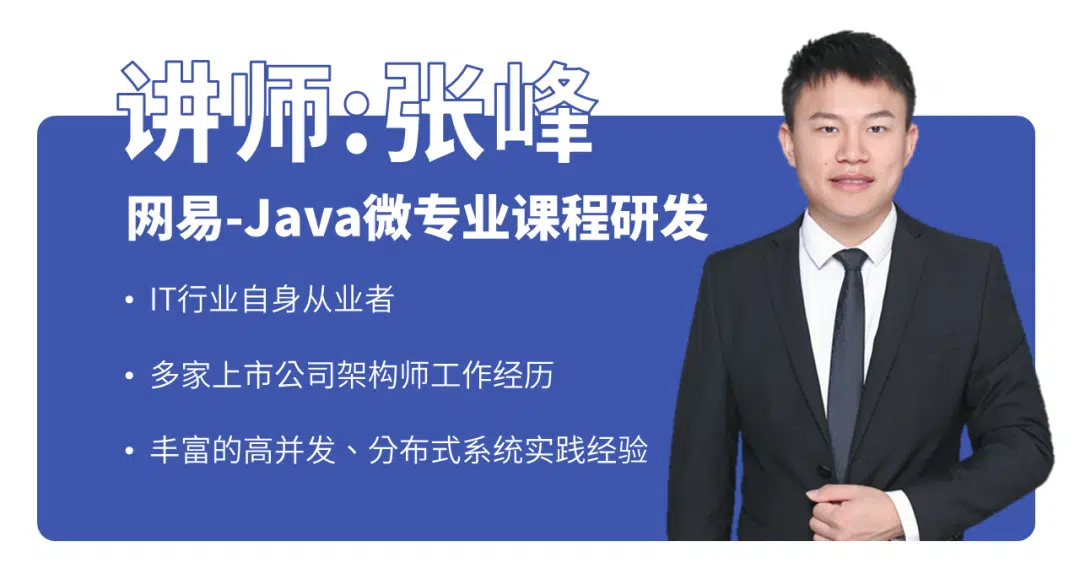 讲师:张峰
网易-Java微专业课程研发
• IT行业自身从业者
• 多家上市公司架构师工作经历
• 丰富的高并发、分布式系统实践经验